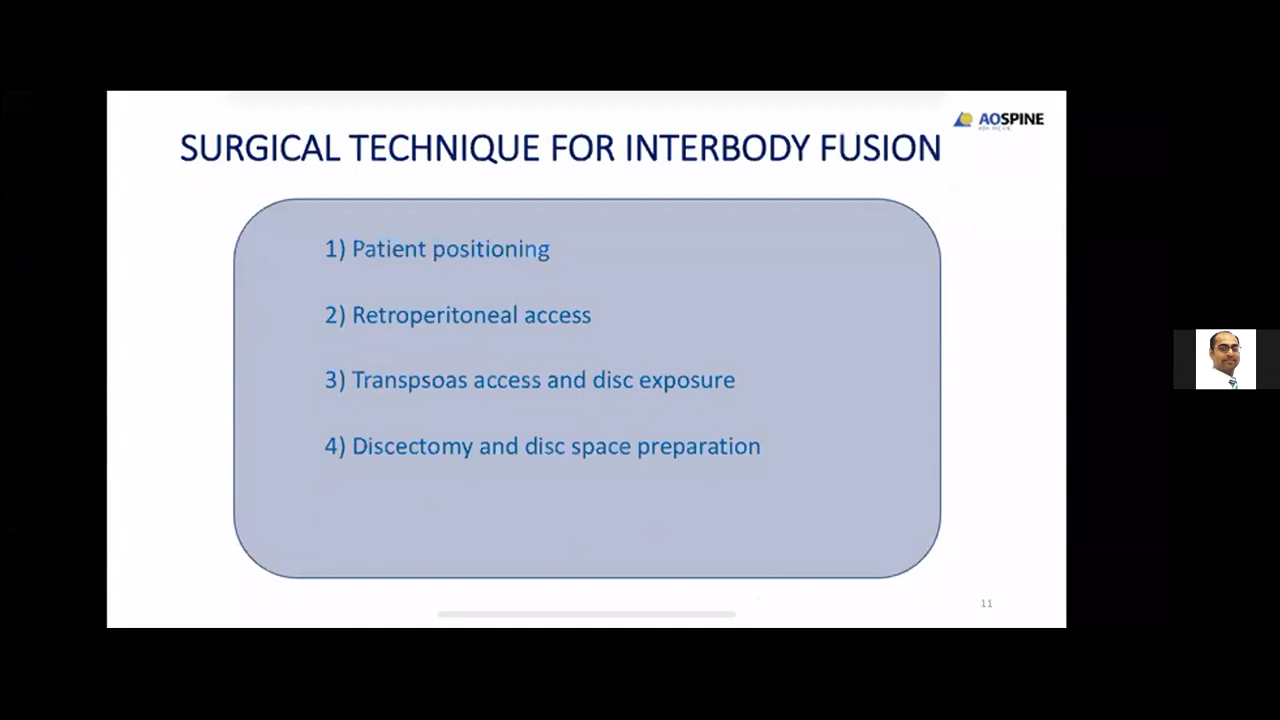 AOSPINE
SURGICAL TECHNIQUE FOR INTERBODY FUSION
1) Patient positioning
2) Retroperitoneal access
3) Transpsoas access and disc exposure
4) Discectomy and disc space preparation
11